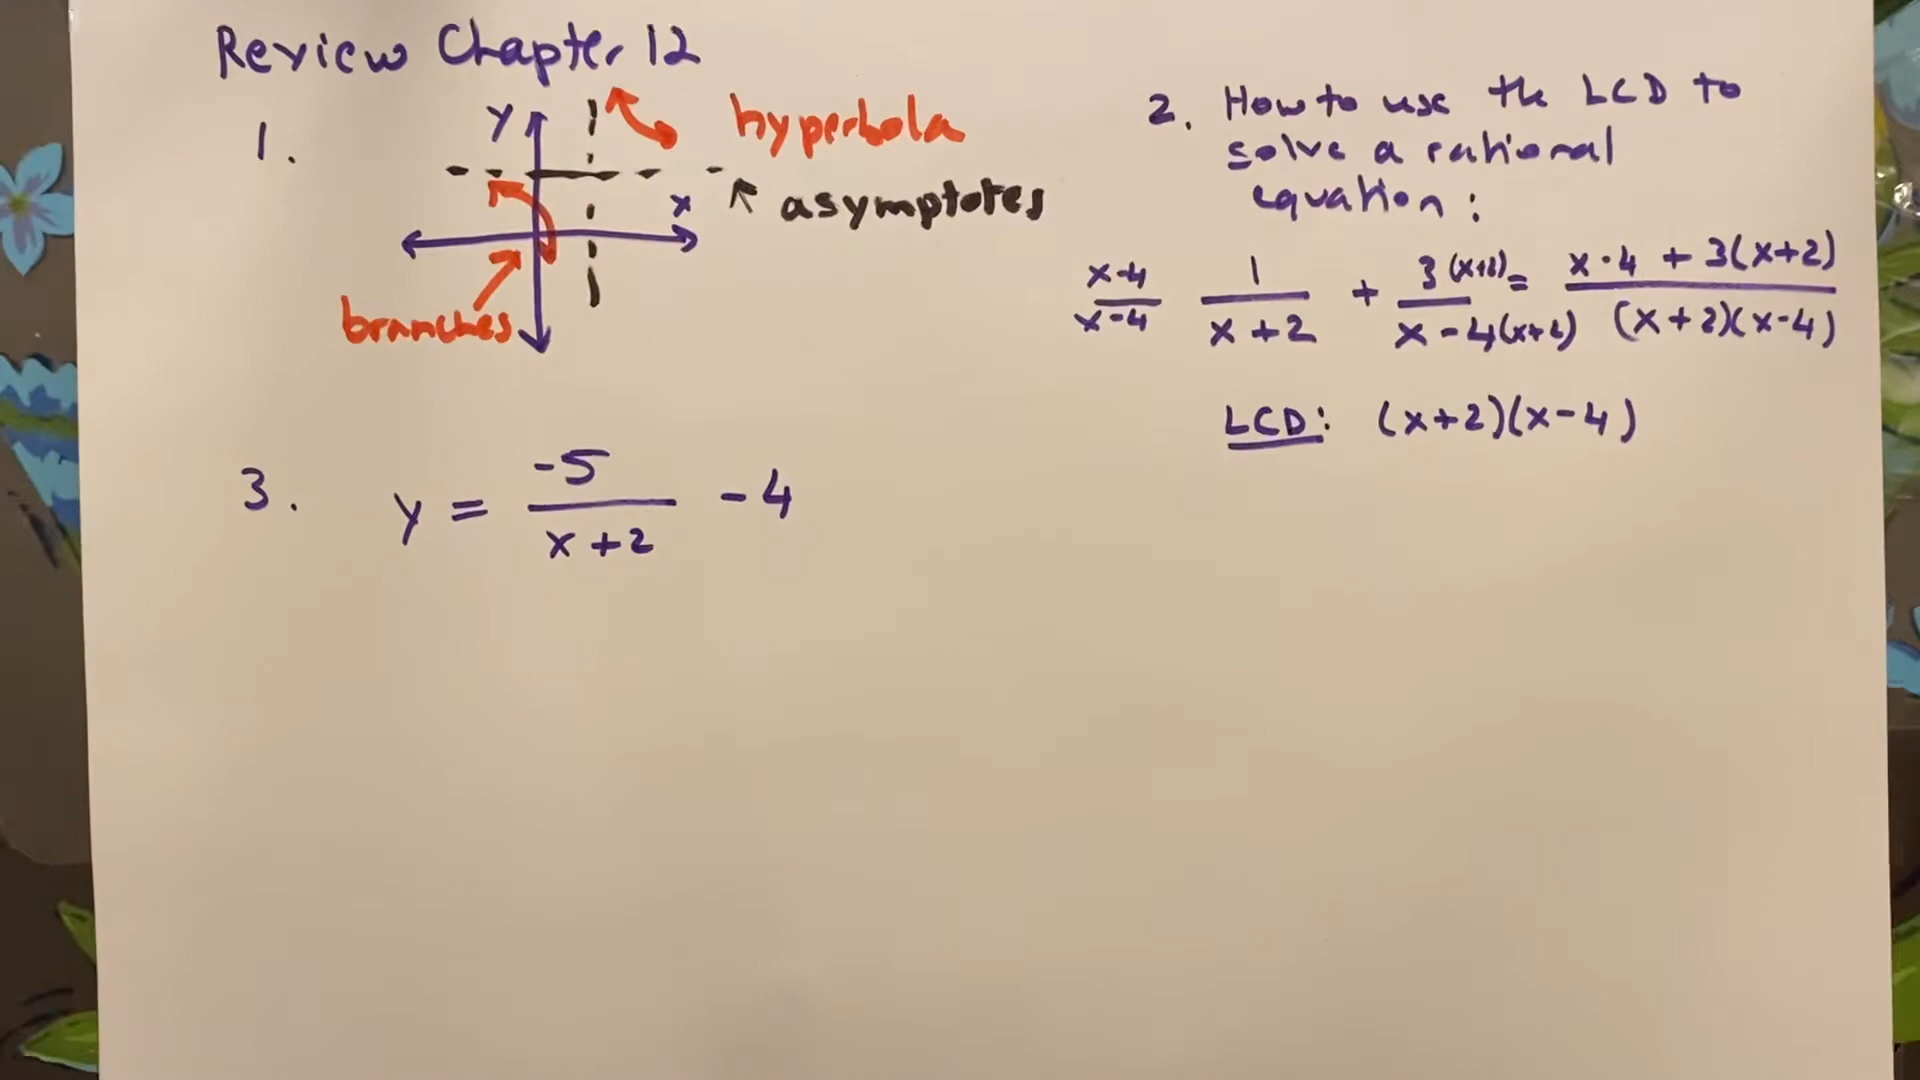 Review Chapter 12
1.
y
x
hyperbola
asymptotes
branches
2. How to use the LCD to
solve a rational
equation:
x-4/x-4 1/x+2 + 3(x+2)/x-4(x+2) = x·4 + 3(x+2)/(x+2)(x-4)
LCD: (x+2)(x-4)
3. y = -5/x+2 -4